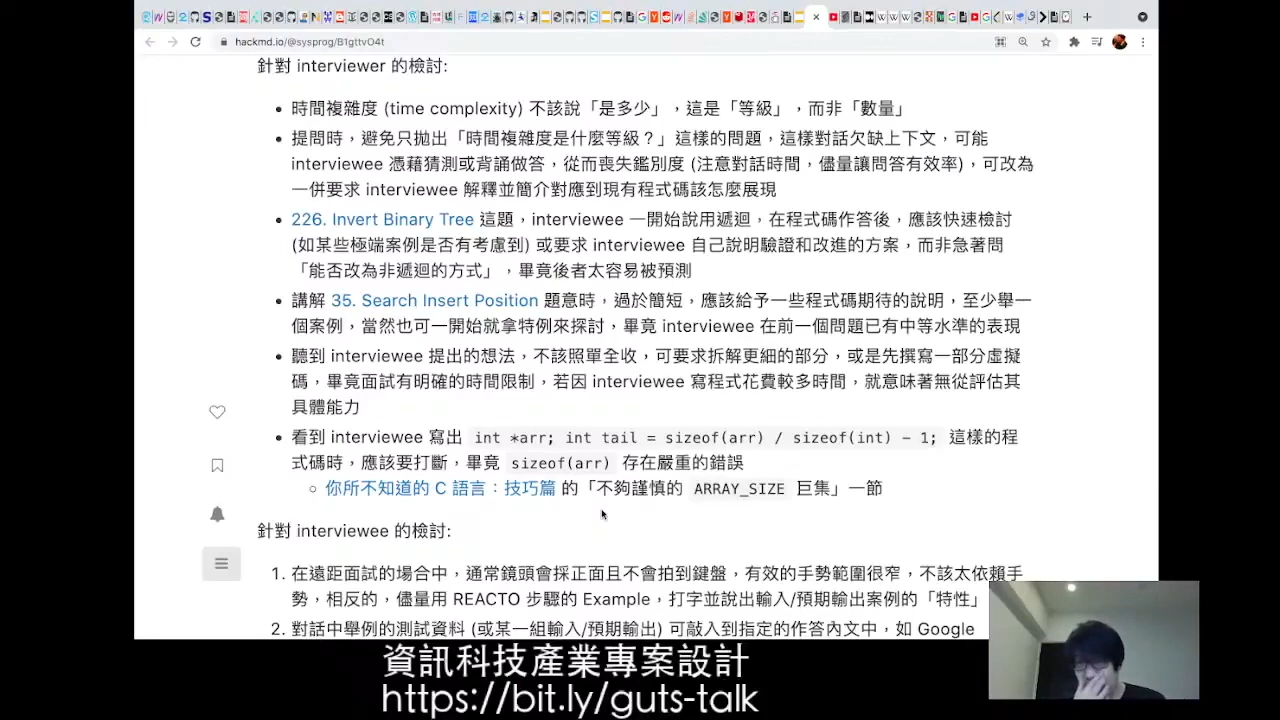 hackmd.io/@sysprog/B1gttvO4t
針對 interviewer 的檢討:
• 時間複雜度 (time complexity) 不該說「是多少」，這是「等級」，而非「數量」
• 提問時，避免只拋出「時間複雜度是什麼等級？」這樣的問題，這樣對話欠缺上下文，可能
interviewee 憑藉猜測或背誦做答，從而喪失鑑別度 (注意對話時間，儘量讓問答有效率)，可改為
一併要求 interviewee 解釋並簡介對應到現有程式碼該怎麼展現
• 226. Invert Binary Tree 這題，interviewee 一開始說用遞迴，在程式碼作答後，應該快速檢討
(如某些極端案例是否有考慮到) 或要求 interviewee 自己說明驗證和改進的方案，而非急著問
「能否改為非遞迴的方式」，畢竟後者太容易被預測
• 講解 35. Search Insert Position 題意時，過於簡短，應該給予一些程式碼期待的說明，至少舉一
個案例，當然也可一開始就拿特例來探討，畢竟 interviewee 在前一個問題已有中等水準的表現
• 聽到 interviewee 提出的想法，不該照單全收，可要求拆解更細的部分，或是先撰寫一部分虛擬
碼，畢竟面試有明確的時間限制，若因 interviewee 寫程式花費較多時間，就意味著無從評估其
具體能力
• 看到 interviewee 寫出 int *arr; int tail = sizeof(arr) / sizeof(int) - 1; 這樣的程
式碼時，應該要打斷，畢竟 sizeof(arr) 存在嚴重的錯誤
○ 你所不知道的 C 語言：技巧篇 的「不夠謹慎的 ARRAY_SIZE 巨集」一節
針對 interviewee 的檢討:
1. 在遠距面試的場合中，通常鏡頭會採正面且不會拍到鍵盤，有效的手勢範圍很窄，不該太依賴手
勢，相反的，儘量用 REACTO 步驟的 Example，打字並說出輸入/預期輸出案例的「特性」
2. 對話中舉例的測試資料 (或某一組輸入/預期輸出) 可敲入到指定的作答內文中，如 Google
資訊科技產業專案設計
https://bit.ly/guts-talk